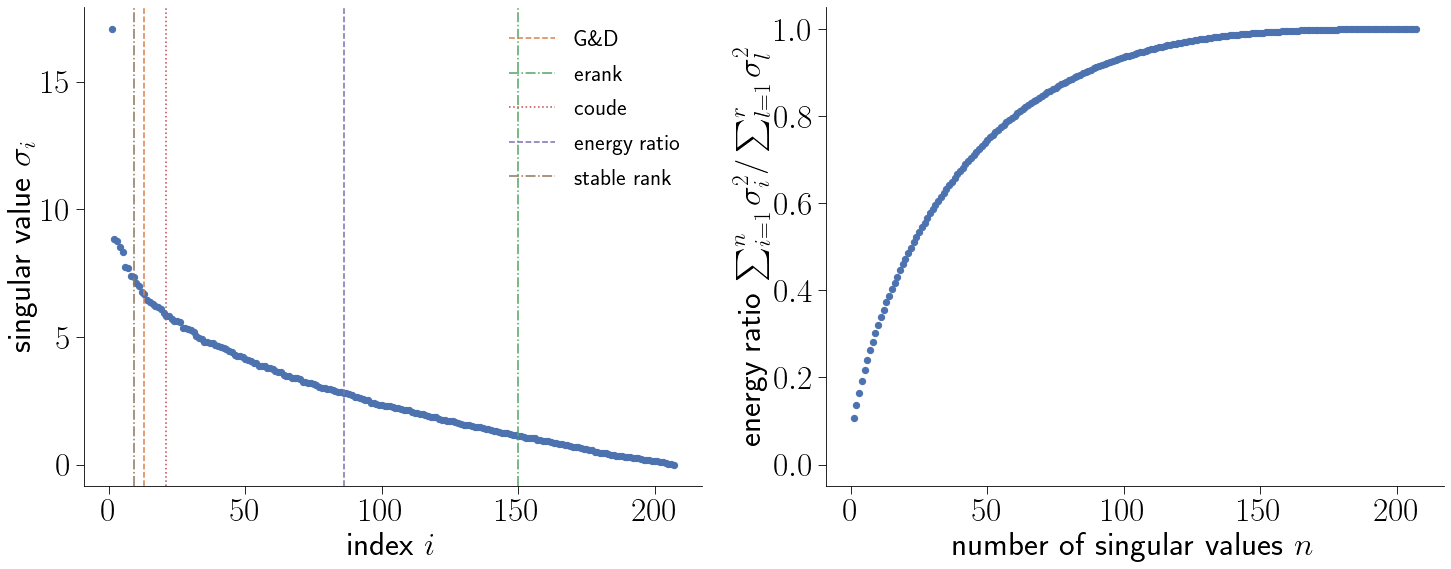 singular value σ_i
15
10
5
0
0 50 100 150 200
index i
G&D
erank
coude
energy ratio
stable rank
energy ratio ∑_{i=1}^{n} σ_i^2 / ∑_{l=1}^{r} σ_l^2
1.0
0.8
0.6
0.4
0.2
0.0
0 50 100 150 200
number of singular values n